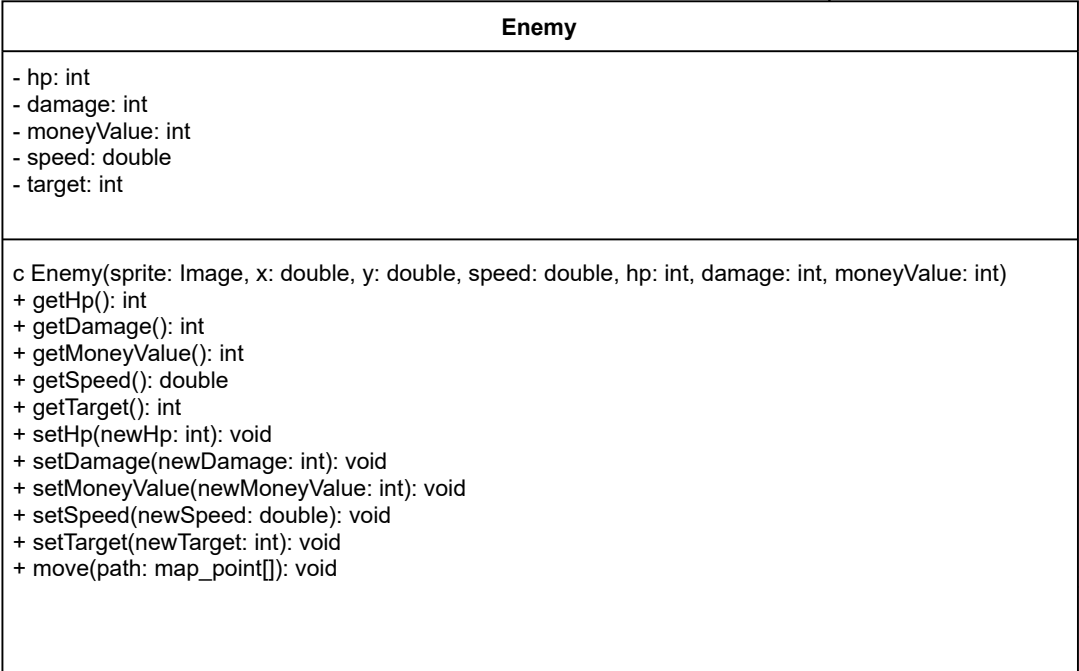 Enemy
- hp: int
- damage: int
- moneyValue: int
- speed: double
- target: int
c Enemy(sprite: Image, x: double, y: double, speed: double, hp: int, damage: int, moneyValue: int)
+ getHp(): int
+ getDamage(): int
+ getMoneyValue(): int
+ getSpeed(): double
+ getTarget(): int
+ setHp(newHp: int): void
+ setDamage(newDamage: int): void
+ setMoneyValue(newMoneyValue: int): void
+ setSpeed(newSpeed: double): void
+ setTarget(newTarget: int): void
+ move(path: map_point[]): void